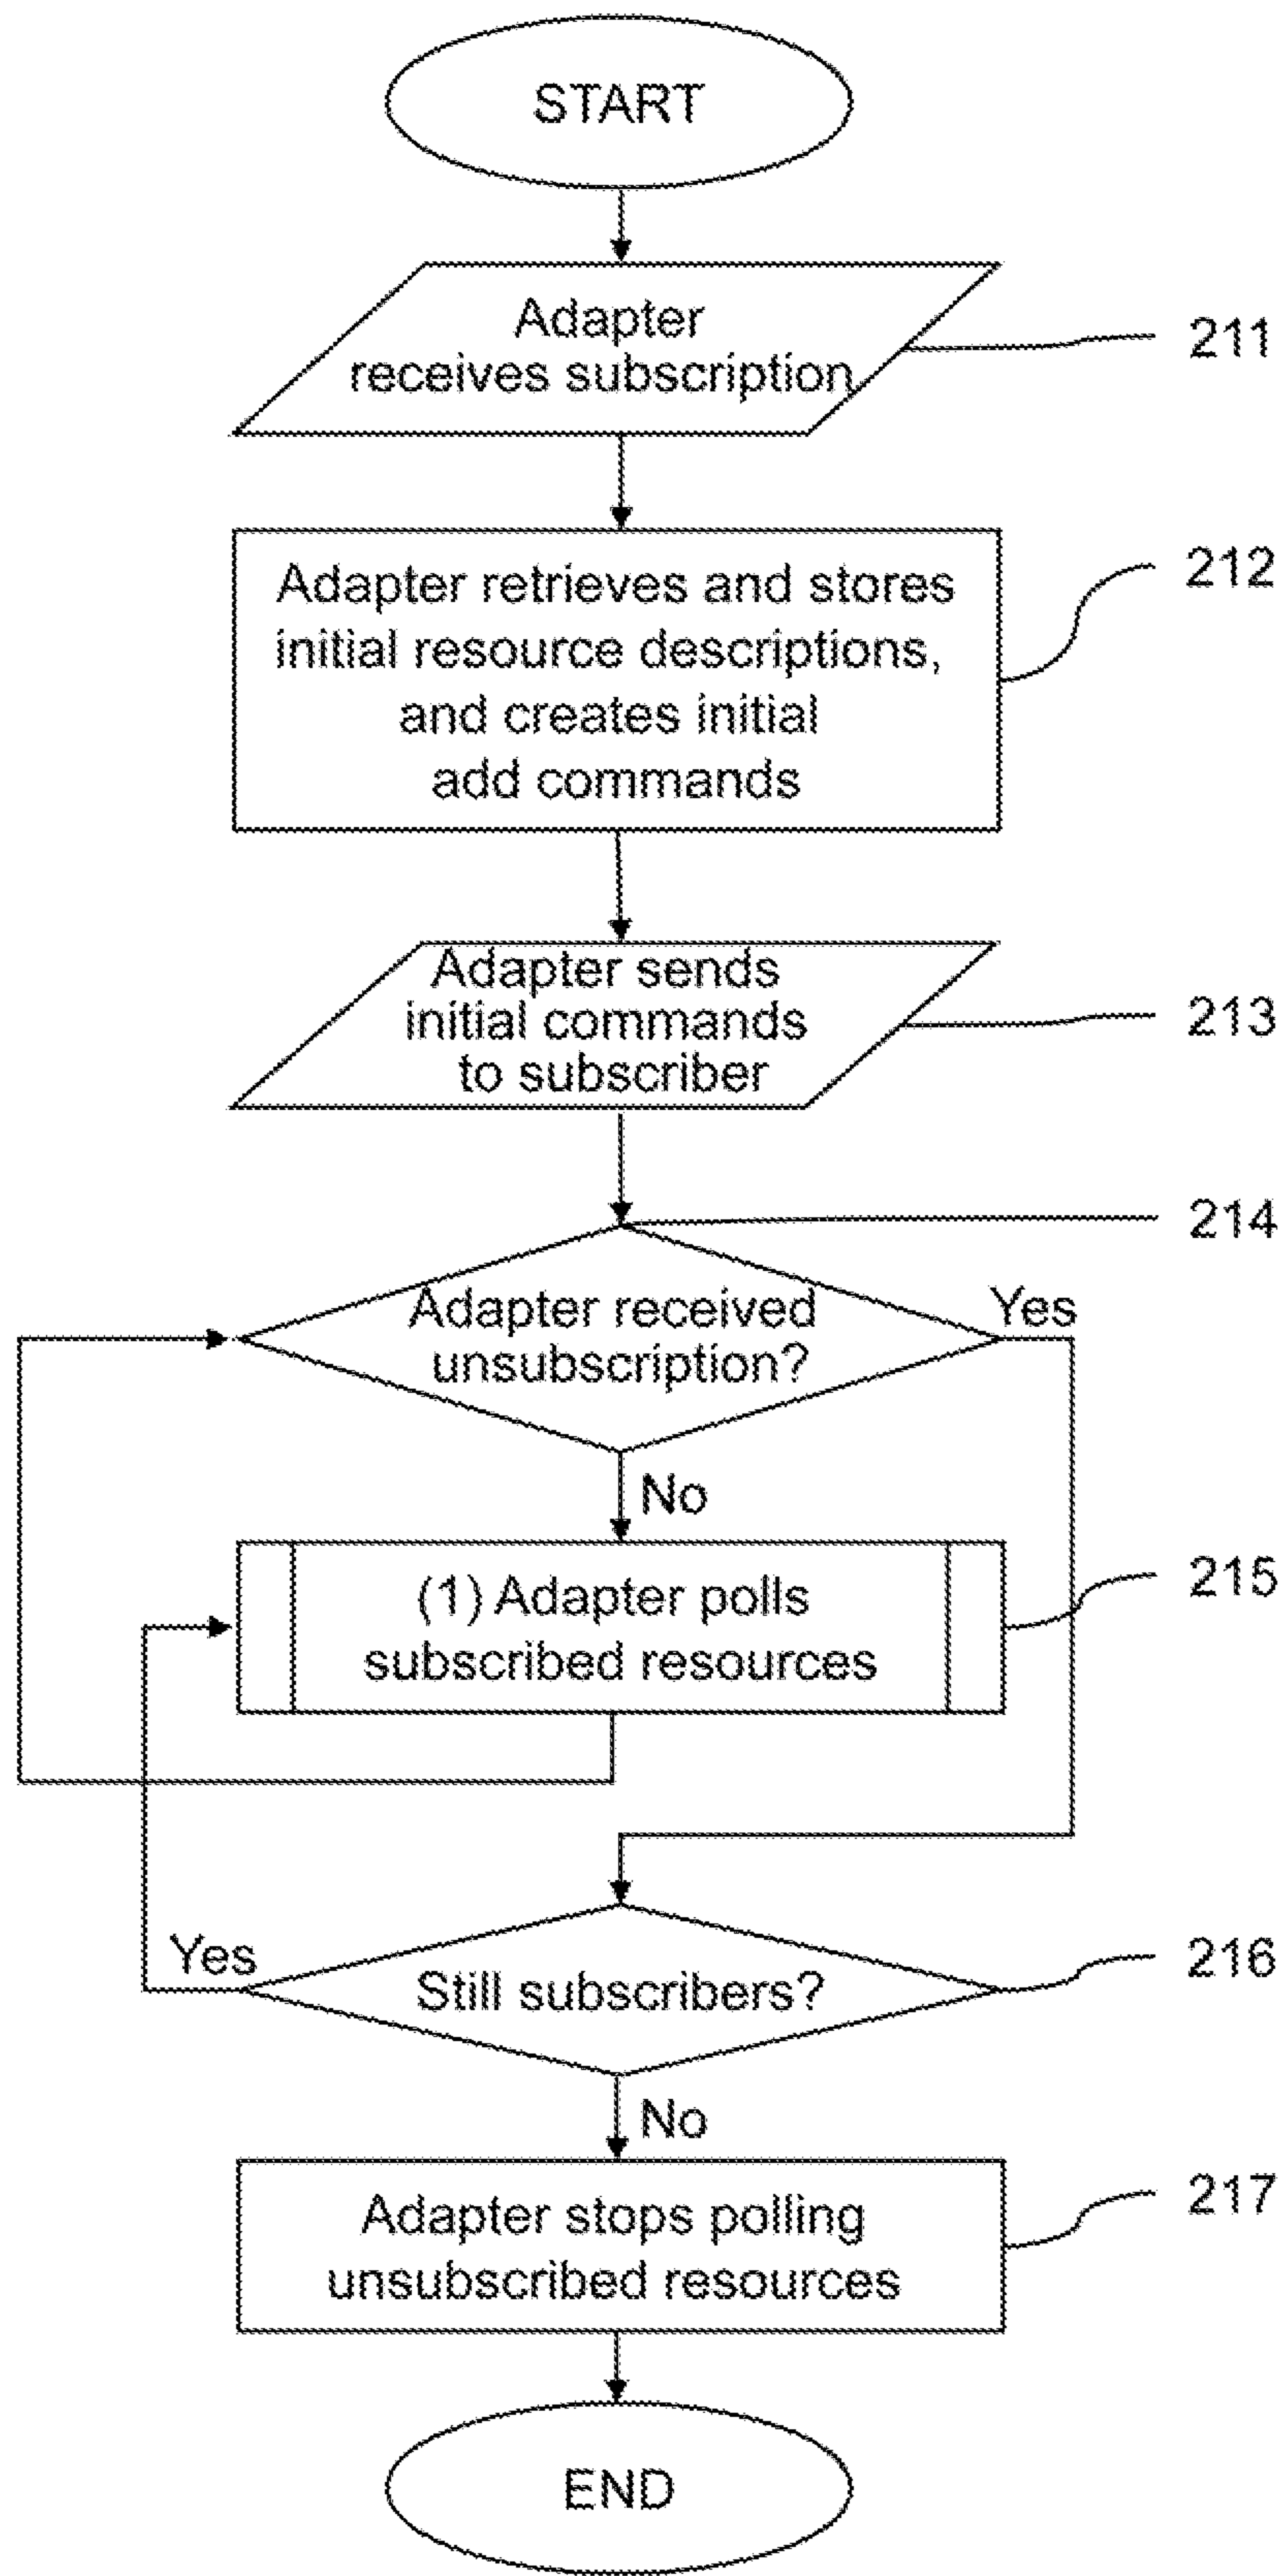 START
Adapter
receives subscription
211
Adapter retrieves and stores
initial resource descriptions,
and creates initial
add commands
212
Adapter sends
initial commands
to subscriber
213
214
Adapter received
unsubscription?
Yes
No
(1) Adapter polls
subscribed resources
215
Yes
Still subscribers?
216
No
Adapter stops polling
unsubscribed resources
217
END